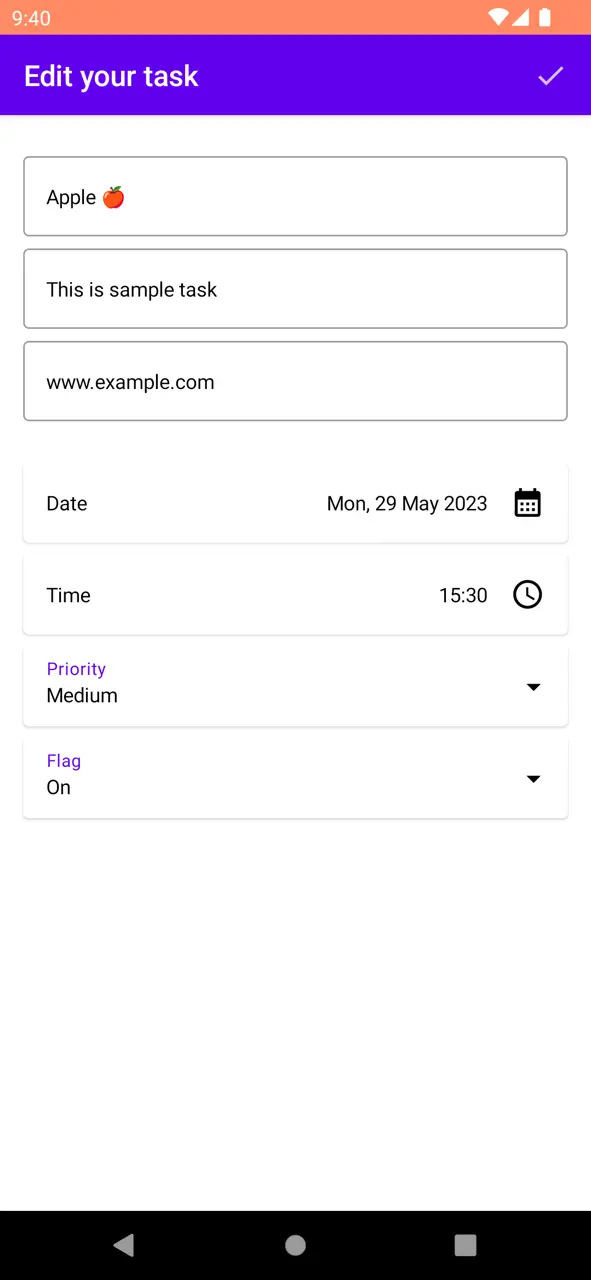 9:40
Edit your task
Apple 🍎
This is sample task
www.example.com
Date Mon, 29 May 2023
Time 15:30
Priority
Medium
Flag
On